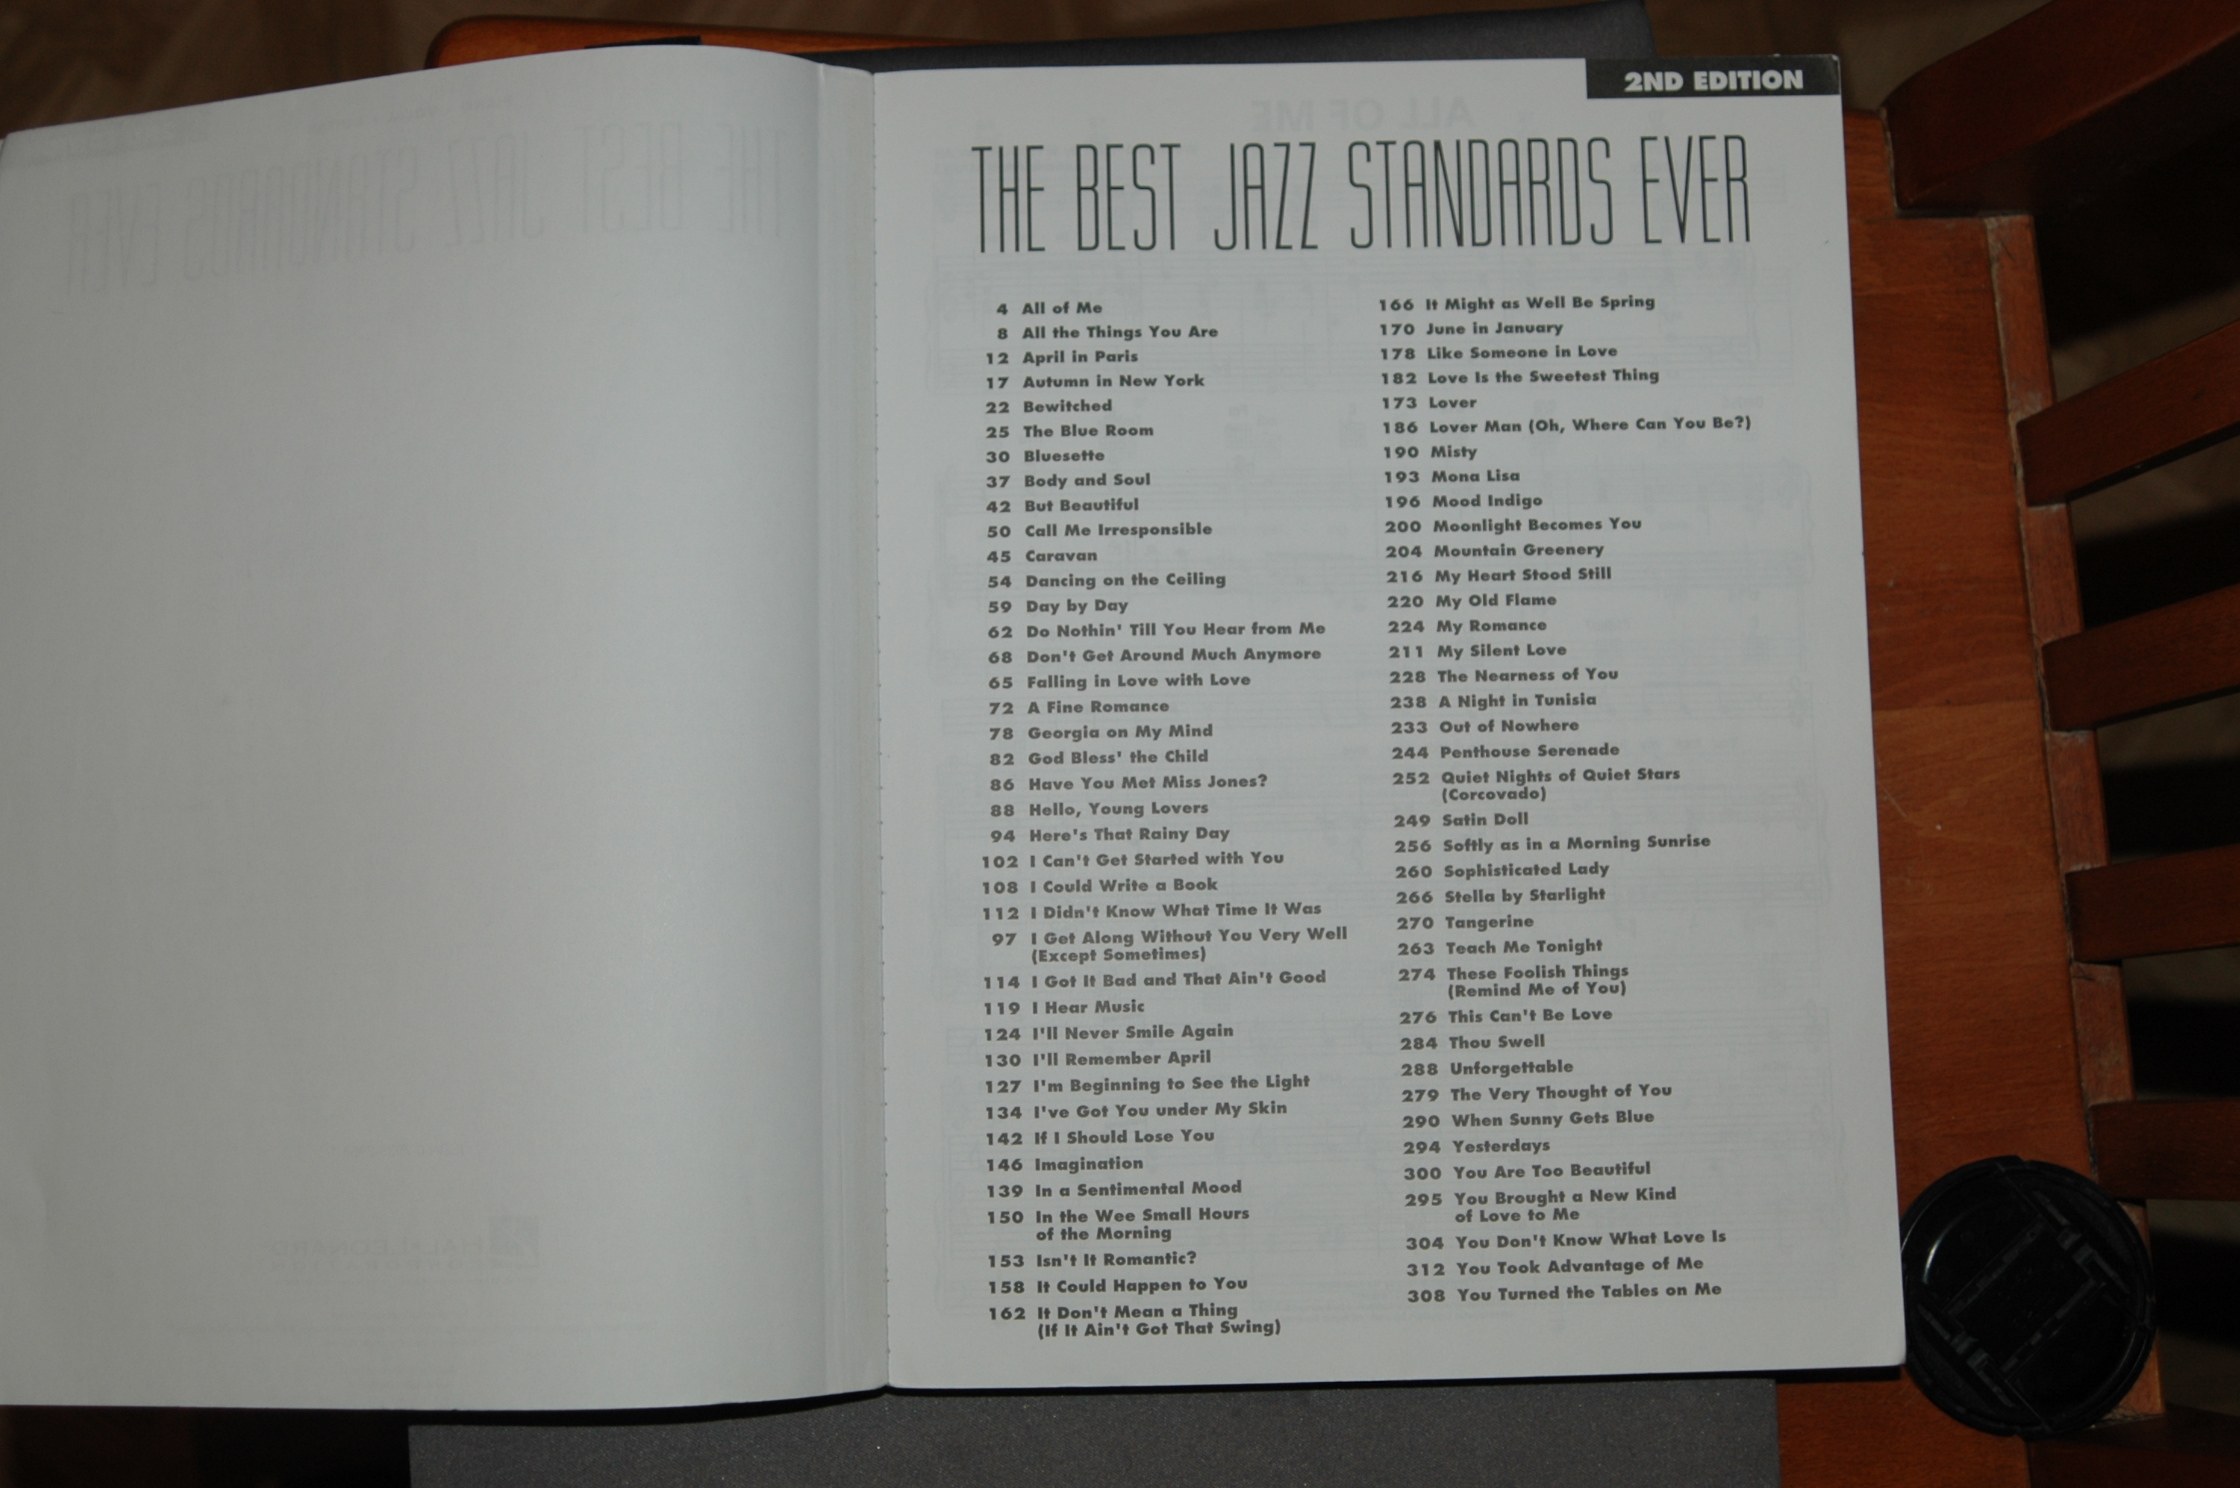 2ND EDITION
THE BEST JAZZ STANDARDS EVER
4 All of Me
8 All the Things You Are
12 April in Paris
17 Autumn in New York
22 Bewitched
25 The Blue Room
30 Bluesette
37 Body and Soul
42 But Beautiful
50 Call Me Irresponsible
45 Caravan
54 Dancing on the Ceiling
59 Day by Day
62 Do Nothin' Till You Hear from Me
68 Don't Get Around Much Anymore
65 Falling in Love with Love
72 A Fine Romance
78 Georgia on My Mind
82 God Bless' the Child
86 Have You Met Miss Jones?
88 Hello, Young Lovers
94 Here's That Rainy Day
102 I Can't Get Started with You
108 I Could Write a Book
112 I Didn't Know What Time It Was
97 I Get Along Without You Very Well
(Except Sometimes)
114 I Got It Bad and That Ain't Good
119 I Hear Music
124 I'll Never Smile Again
130 I'll Remember April
127 I'm Beginning to See the Light
134 I've Got You under My Skin
142 If I Should Lose You
146 Imagination
139 In a Sentimental Mood
150 In the Wee Small Hours
of the Morning
153 Isn't It Romantic?
158 It Could Happen to You
162 It Don't Mean a Thing
(If It Ain't Got That Swing)
166 It Might as Well Be Spring
170 June in January
178 Like Someone in Love
182 Love Is the Sweetest Thing
173 Lover
186 Lover Man (Oh, Where Can You Be?)
190 Misty
193 Mona Lisa
196 Mood Indigo
200 Moonlight Becomes You
204 Mountain Greenery
216 My Heart Stood Still
220 My Old Flame
224 My Romance
211 My Silent Love
228 The Nearness of You
238 A Night in Tunisia
233 Out of Nowhere
244 Penthouse Serenade
252 Quiet Nights of Quiet Stars
(Corcovado)
249 Satin Doll
256 Softly as in a Morning Sunrise
260 Sophisticated Lady
266 Stella by Starlight
270 Tangerine
263 Teach Me Tonight
274 These Foolish Things
(Remind Me of You)
276 This Can't Be Love
284 Thou Swell
288 Unforgettable
279 The Very Thought of You
290 When Sunny Gets Blue
294 Yesterdays
300 You Are Too Beautiful
295 You Brought a New Kind
of Love to Me
304 You Don't Know What Love Is
312 You Took Advantage of Me
308 You Turned the Tables on Me